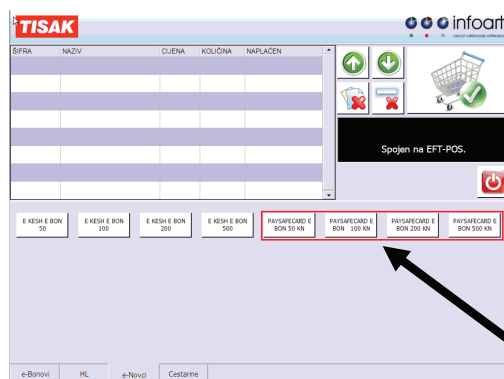 TISAK
infoart
ŠIFRA NAZIV CIJENA KOLIČINA NAPLAĆEN
Spojen na EFT-POS.
E KESH E BON
50
E KESH E BON
100
E KESH E BON
200
E KESH E BON
500
PAYSAFECARD E
BON 50 KN
PAYSAFECARD E
BON 100 KN
PAYSAFECARD E
BON 200 KN
PAYSAFECARD E
BON 500 KN
e-Bonovi HL e-Novci Cestarine